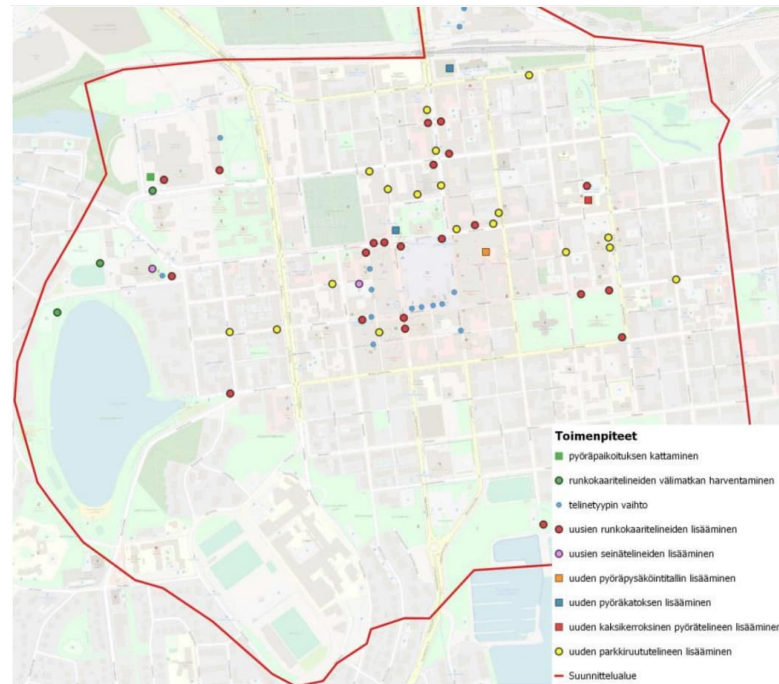 Toimenpiteet
pyöräpaikoituksen kattaminen
runkokaaritelineiden välimatkan harventaminen
telinetyypin vaihto
uusien runkokaaritelineiden lisääminen
uusien seinätelineiden lisääminen
uuden pyöräpysäköintitallin lisääminen
uuden pyöräkatoksen lisääminen
uuden kaksikerroksinen pyörätelineen lisääminen
uuden parkkiruututelineen lisääminen
Suunnittelualue